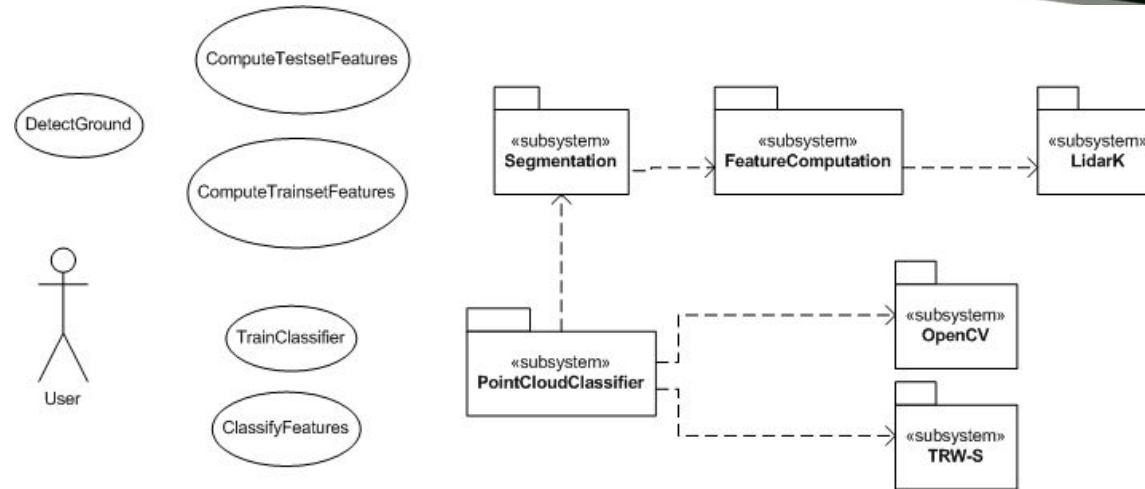 ComputeTestsetFeatures
DetectGround
ComputeTrainsetFeatures
User
TrainClassifier
ClassifyFeatures
«subsystem»
Segmentation
«subsystem»
FeatureComputation
«subsystem»
LidarK
«subsystem»
PointCloudClassifier
«subsystem»
OpenCV
«subsystem»
TRW-S